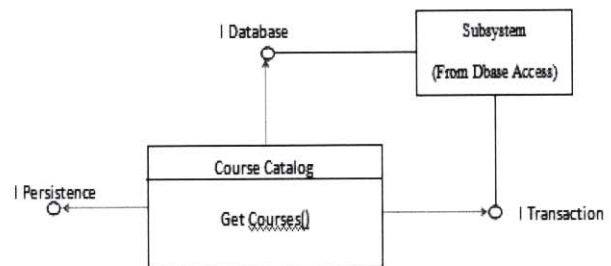 I Database
Subsystem
(From Dbase Access)
Course Catalog
I Persistence
Get Courses()
I Transaction